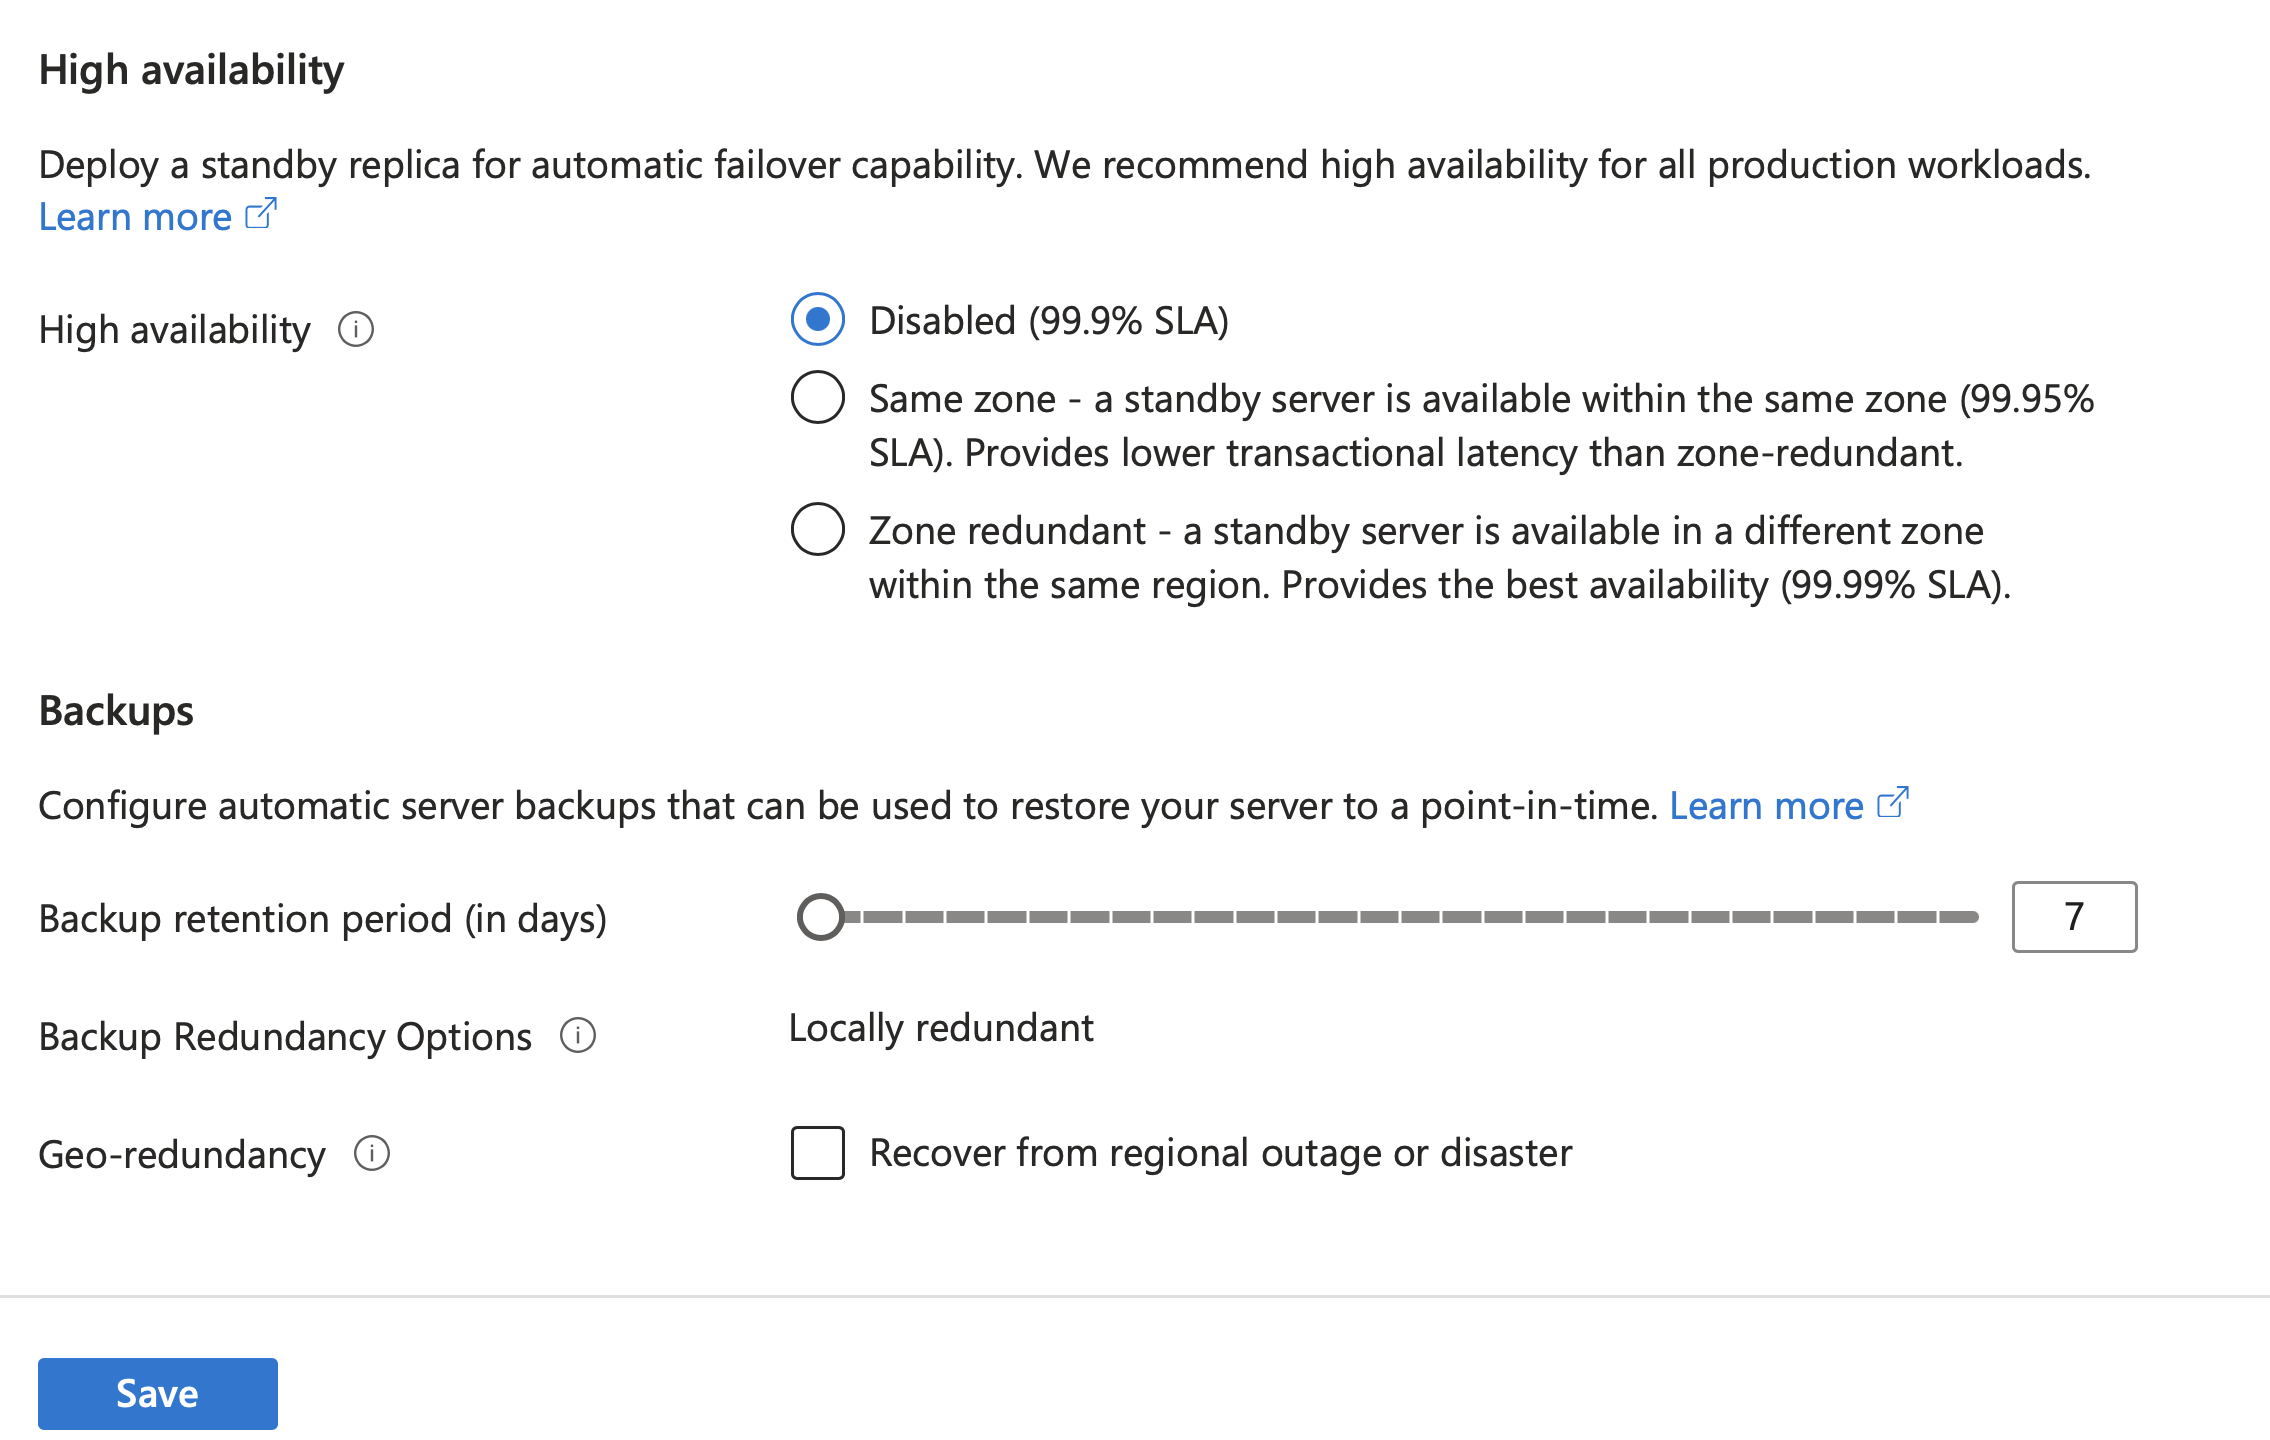 High availability
Deploy a standby replica for automatic failover capability. We recommend high availability for all production workloads.
Learn more
High availability
Disabled (99.9% SLA)
Same zone - a standby server is available within the same zone (99.95%
SLA). Provides lower transactional latency than zone-redundant.
Zone redundant - a standby server is available in a different zone
within the same region. Provides the best availability (99.99% SLA).
Backups
Configure automatic server backups that can be used to restore your server to a point-in-time. Learn more
Backup retention period (in days)
7
Backup Redundancy Options
Locally redundant
Geo-redundancy
Recover from regional outage or disaster
Save